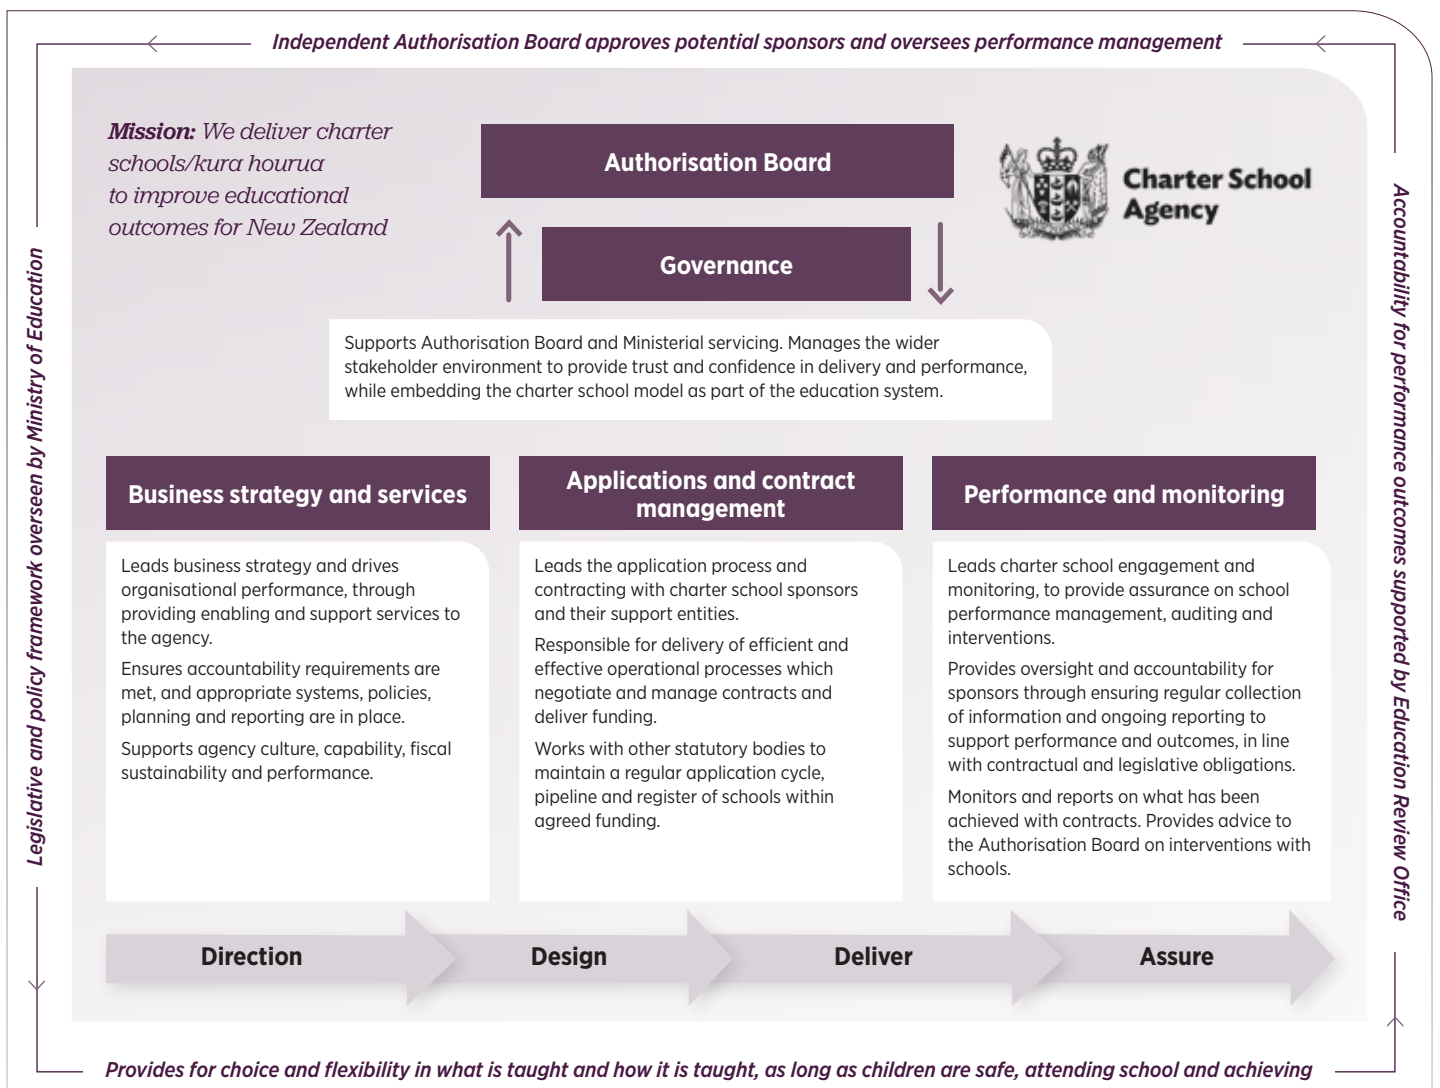 Independent Authorisation Board approves potential sponsors and oversees performance management
Mission: We deliver charter
schools/kura hourua
to improve educational
outcomes for New Zealand
Authorisation Board
Charter School
Agency
Governance
Supports Authorisation Board and Ministerial servicing. Manages the wider
stakeholder environment to provide trust and confidence in delivery and performance,
while embedding the charter school model as part of the education system.
Business strategy and services
Leads business strategy and drives
organisational performance, through
providing enabling and support services to
the agency.
Ensures accountability requirements are
met, and appropriate systems, policies,
planning and reporting are in place.
Supports agency culture, capability, fiscal
sustainability and performance.
Applications and contract
management
Leads the application process and
contracting with charter school sponsors
and their support entities.
Responsible for delivery of efficient and
effective operational processes which
negotiate and manage contracts and
deliver funding.
Works with other statutory bodies to
maintain a regular application cycle,
pipeline and register of schools within
agreed funding.
Performance and monitoring
Leads charter school engagement and
monitoring, to provide assurance on school
performance management, auditing and
interventions.
Provides oversight and accountability for
sponsors through ensuring regular collection
of information and ongoing reporting to
support performance and outcomes, in line
with contractual and legislative obligations.
Monitors and reports on what has been
achieved with contracts. Provides advice to
the Authorisation Board on interventions with
schools.
Direction
Design
Deliver
Assure
Legislative and policy framework overseen by Ministry of Education
Provides for choice and flexibility in what is taught and how it is taught, as long as children are safe, attending school and achieving
Accountability for performance outcomes supported by Education Review Office